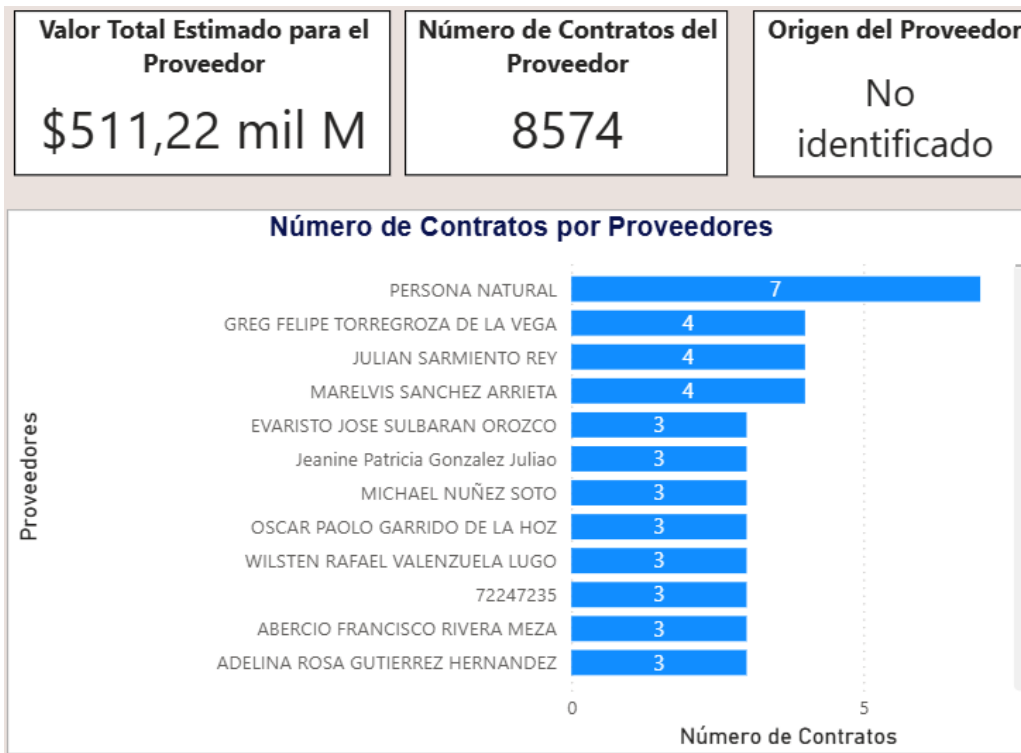 Valor Total Estimado para el
Proveedor
$511,22 mil M
Número de Contratos del
Proveedor
8574
Origen del Proveedor
No
identificado
Número de Contratos por Proveedores
Proveedores
PERSONA NATURAL 7
GREG FELIPE TORREGROZA DE LA VEGA 4
JULIAN SARMIENTO REY 4
MARELVIS SANCHEZ ARRIETA 4
EVARISTO JOSE SULBARAN OROZCO 3
Jeanine Patricia Gonzalez Juliao 3
MICHAEL NUÑEZ SOTO 3
OSCAR PAOLO GARRIDO DE LA HOZ 3
WILSTEN RAFAEL VALENZUELA LUGO 3
72247235 3
ABERCIO FRANCISCO RIVERA MEZA 3
ADELINA ROSA GUTIERREZ HERNANDEZ 3
0 5
Número de Contratos